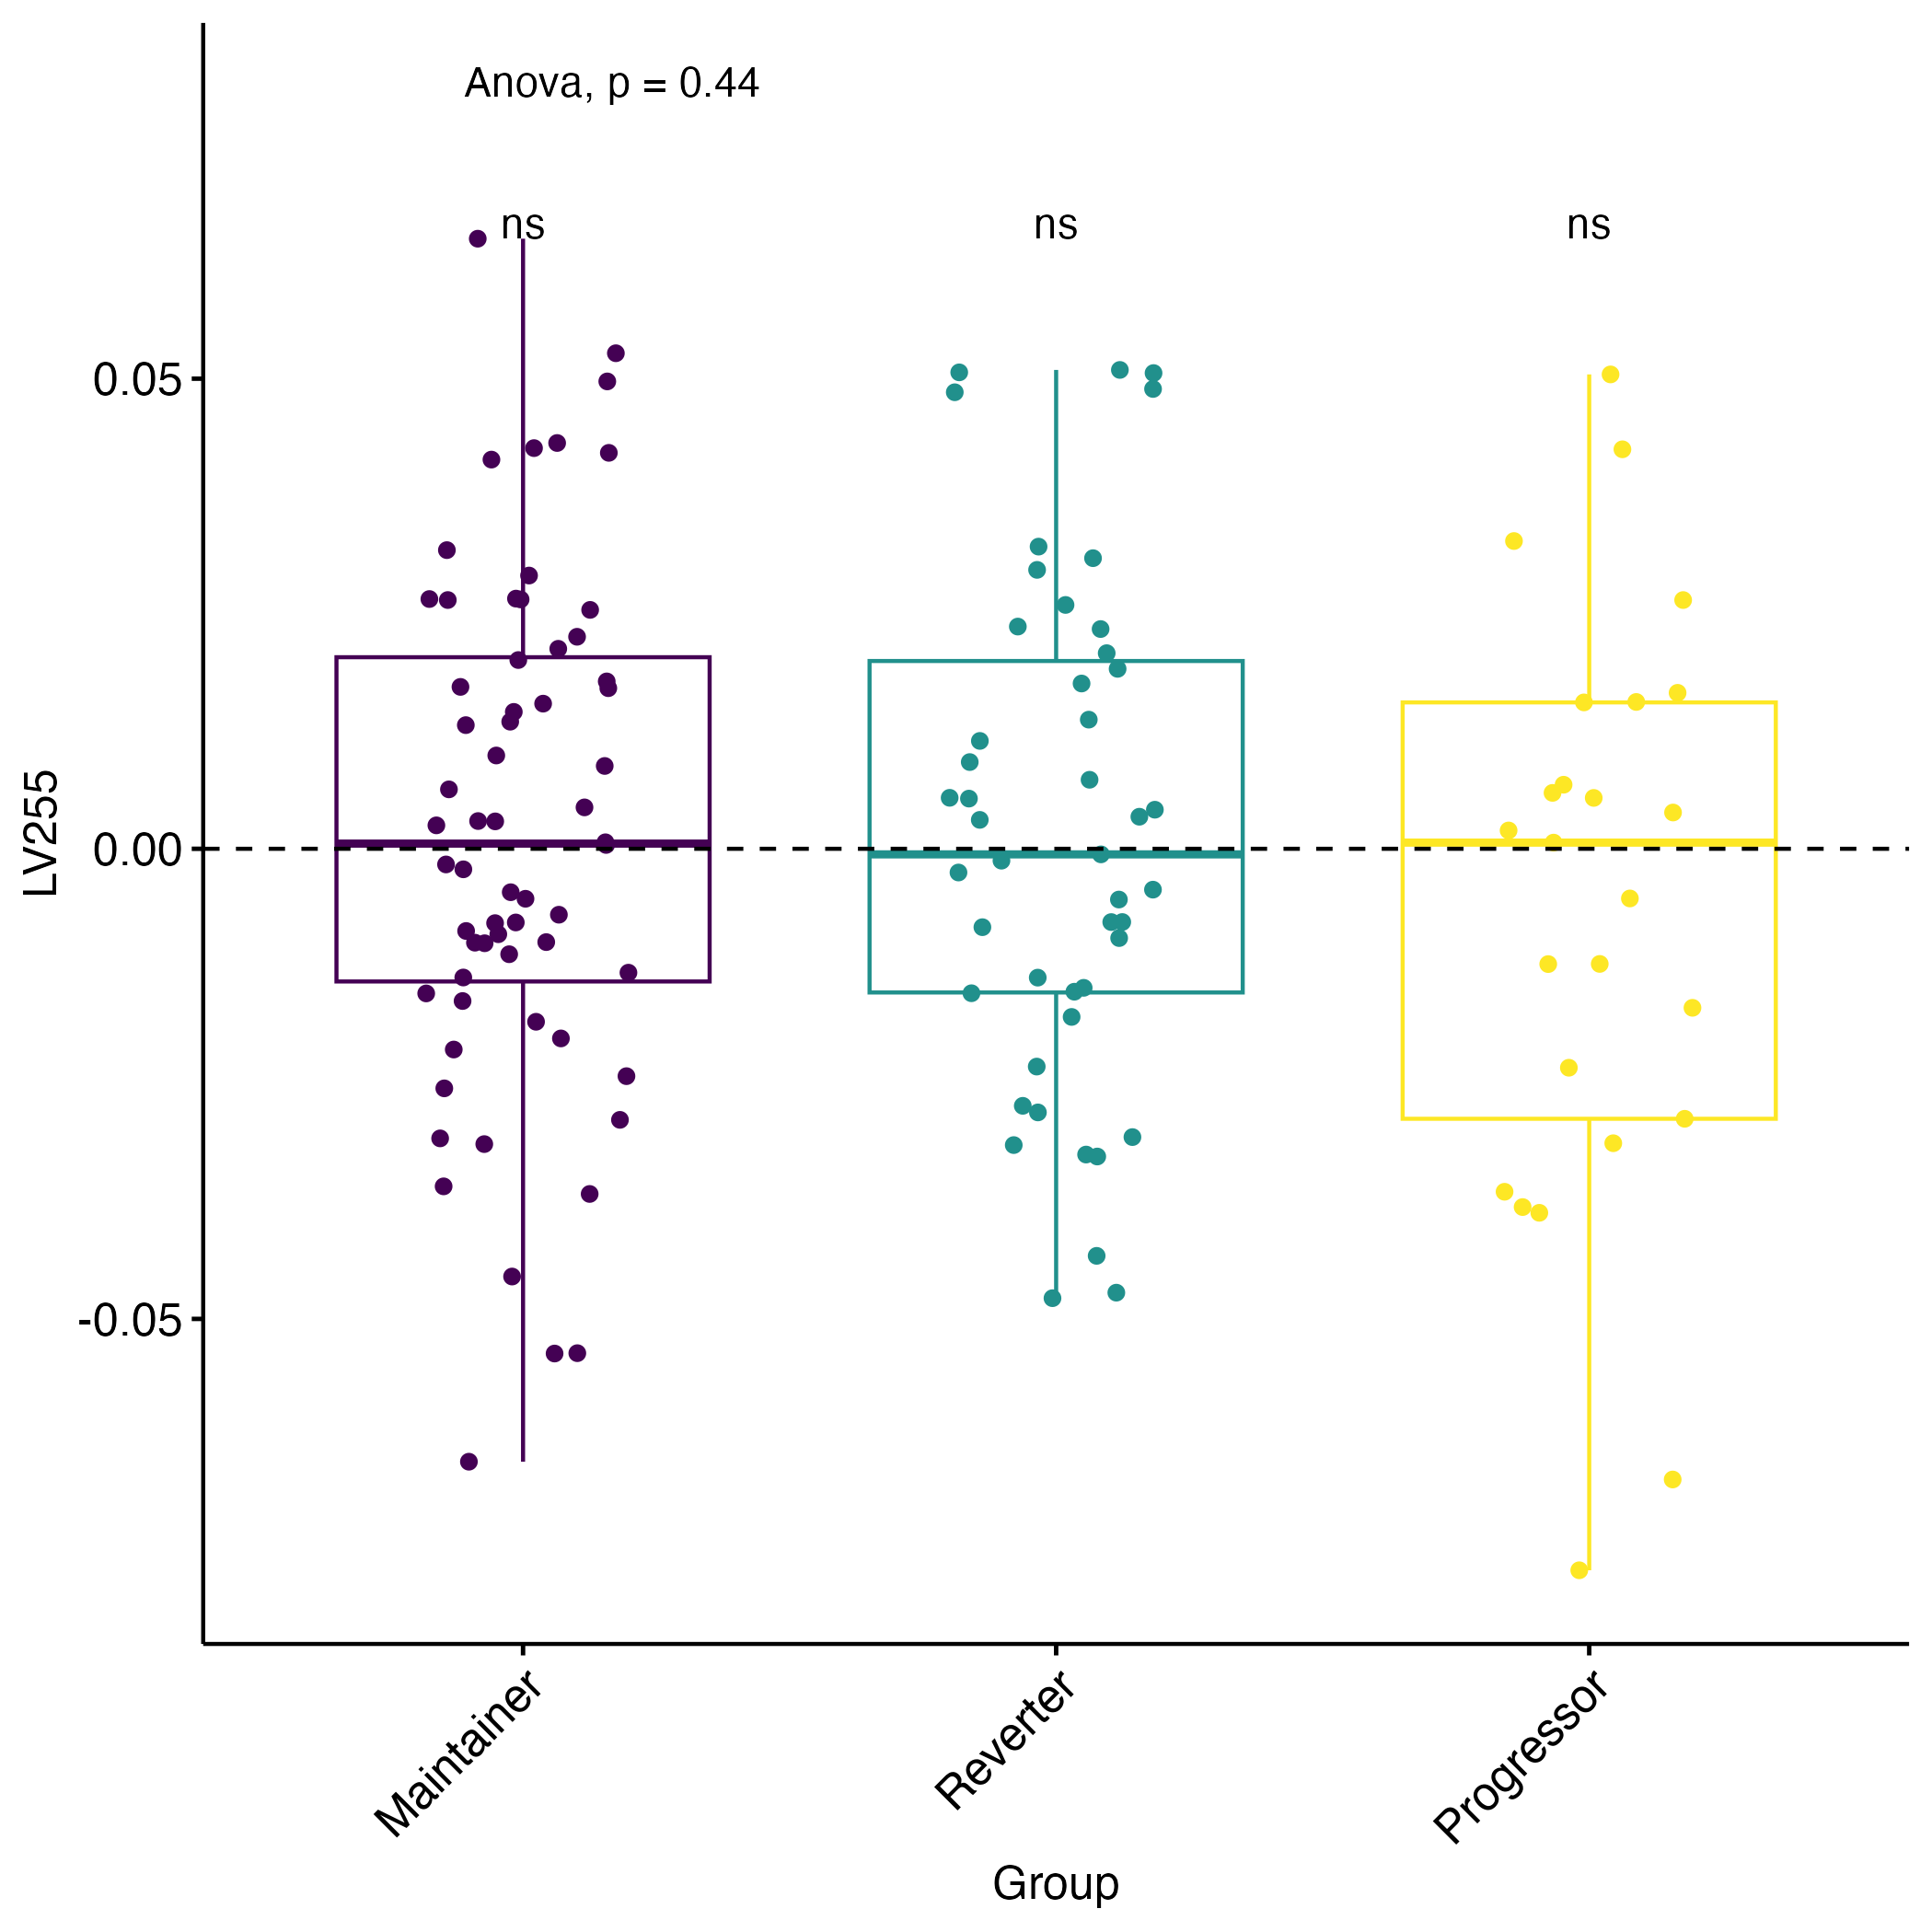 Anova, p = 0.44
ns ns ns
0.05
0.00
-0.05
LV255
Maintainer Reverter Progressor
Group